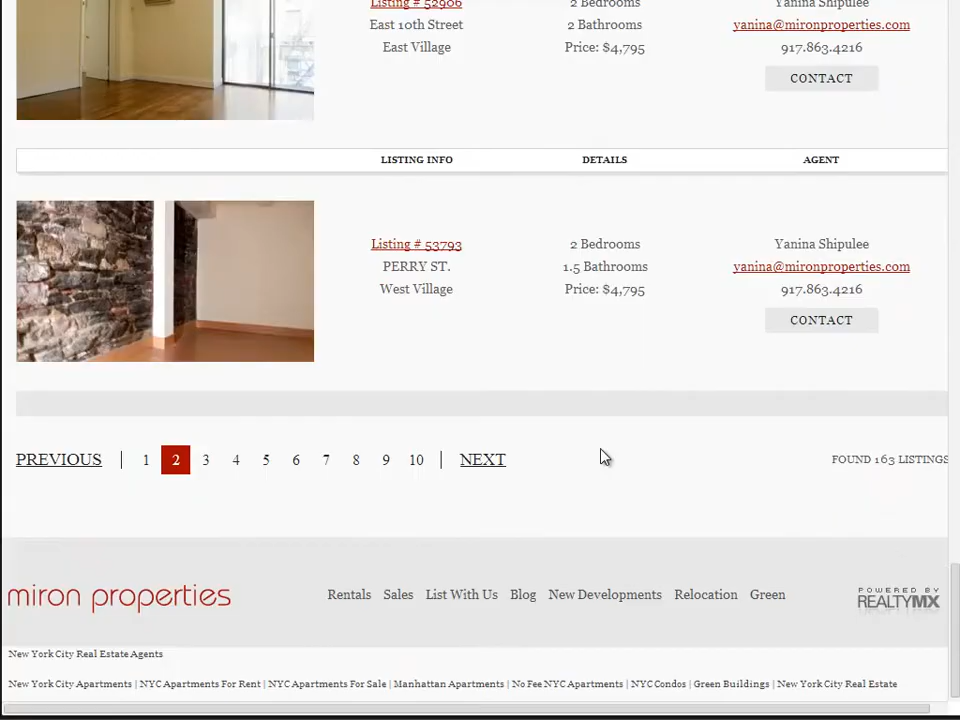 Listing # 52906 2 Bedrooms Yanina Shipulee
East 10th Street 2 Bathrooms yanina@mironproperties.com
East Village Price: $4,795 917.863.4216
CONTACT
LISTING INFO DETAILS AGENT
Listing # 53793 2 Bedrooms Yanina Shipulee
PERRY ST. 1.5 Bathrooms yanina@mironproperties.com
West Village Price: $4,795 917.863.4216
CONTACT
PREVIOUS | 1 2 3 4 5 6 7 8 9 10 | NEXT FOUND 163 LISTINGS
miron properties Rentals Sales List With Us Blog New Developments Relocation Green POWERED BY
REALTYMX
New York City Real Estate Agents
New York City Apartments | NYC Apartments For Rent | NYC Apartments For Sale | Manhattan Apartments | No Fee NYC Apartments | NYC Condos | Green Buildings | New York City Real Estate